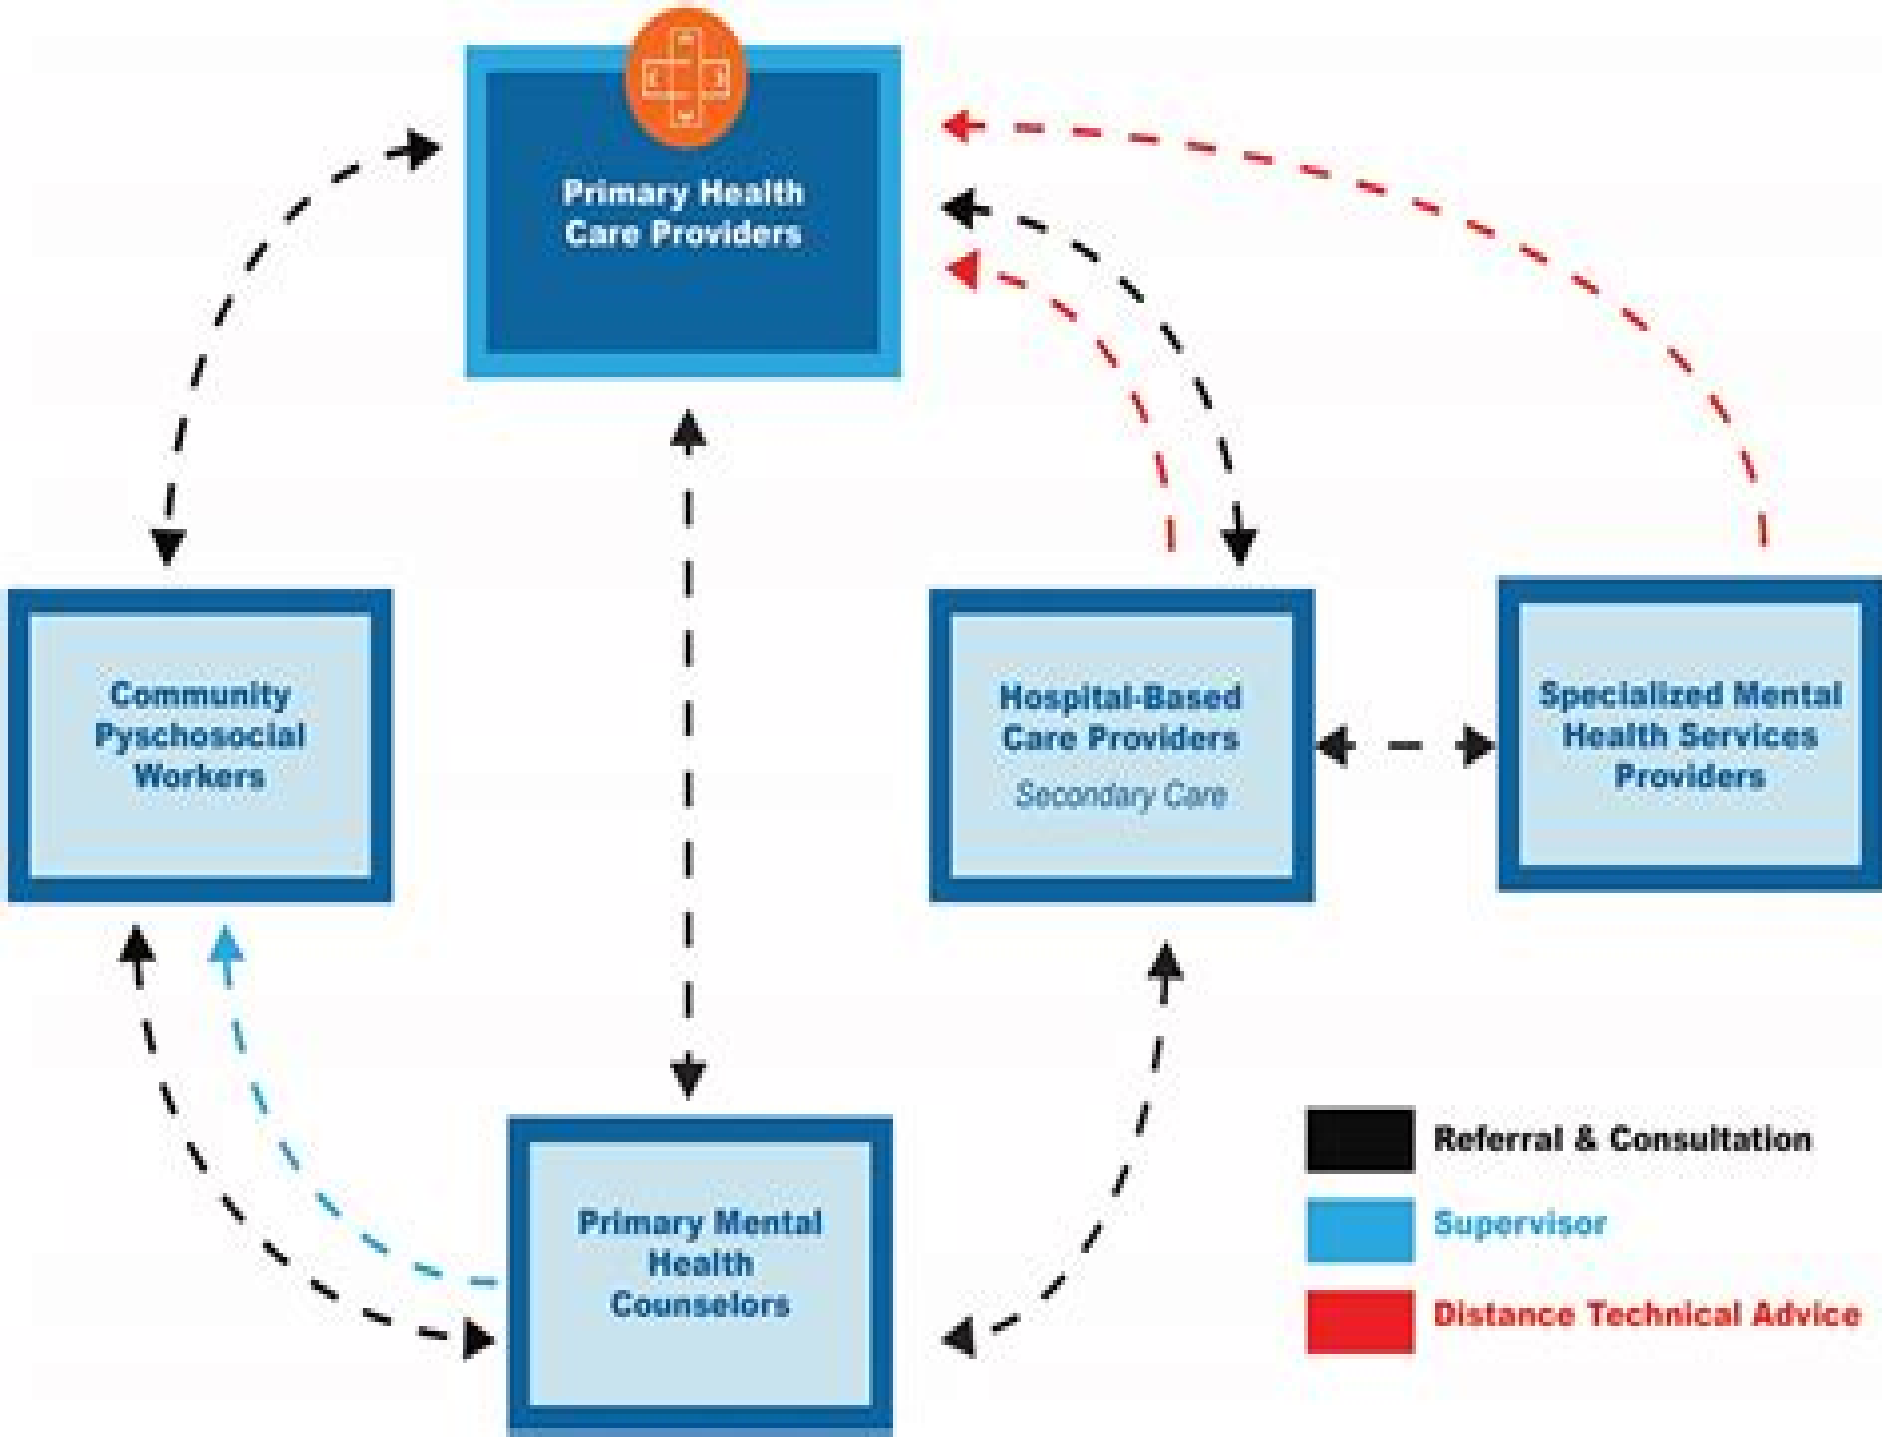 Primary Health
Care Providers
Community
Pyschosocial
Workers
Hospital-Based
Care Providers
Secondary Care
Specialized Mental
Health Services
Providers
Primary Mental
Health
Counselors
Referral & Consultation
Supervisor
Distance Technical Advice